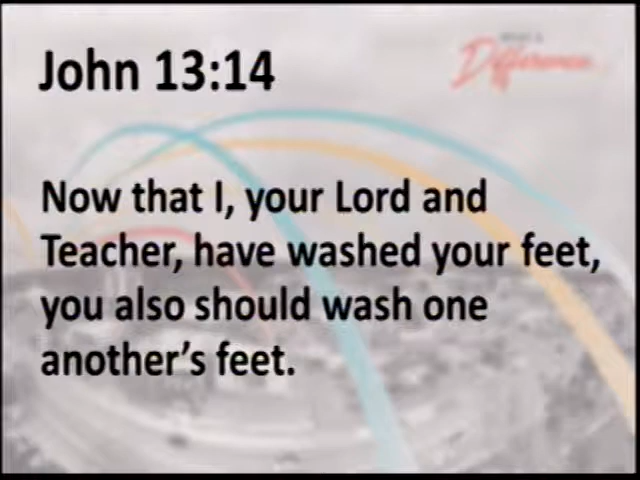 John 13:14
Difference
Now that I, your Lord and
Teacher, have washed your feet,
you also should wash one
another’s feet.